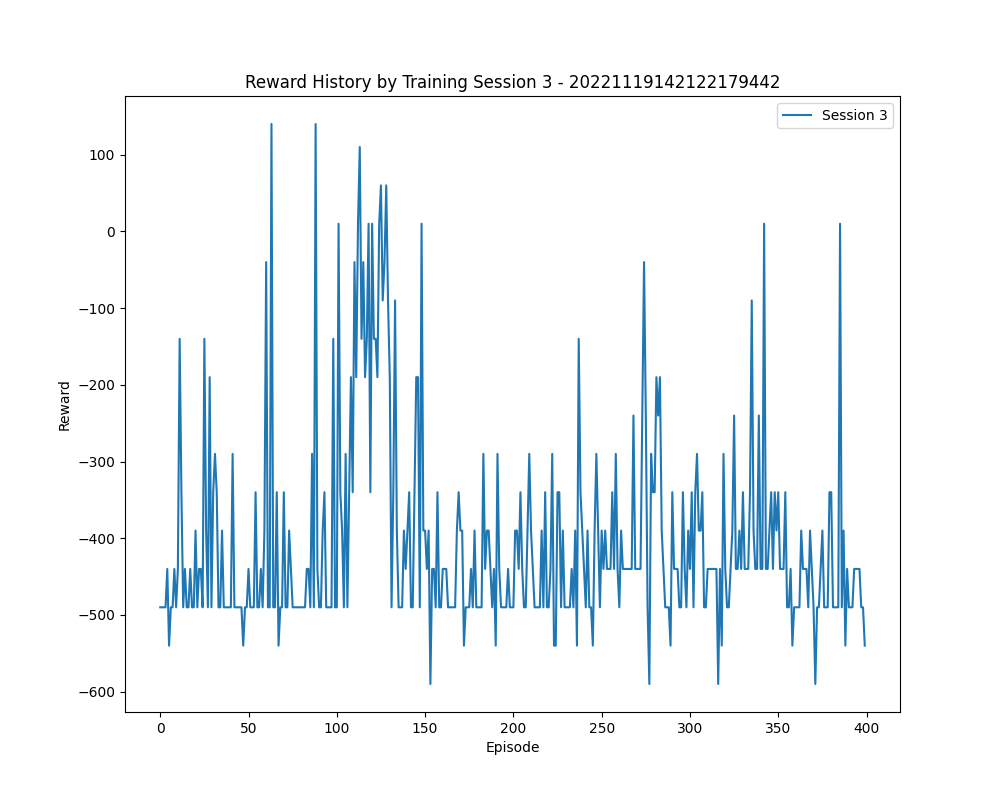 Reward History by Training Session 3 - 20221119142122179442
Session 3
100
0
−100
−200
−300
−400
−500
−600
Reward
0 50 100 150 200 250 300 350 400
Episode